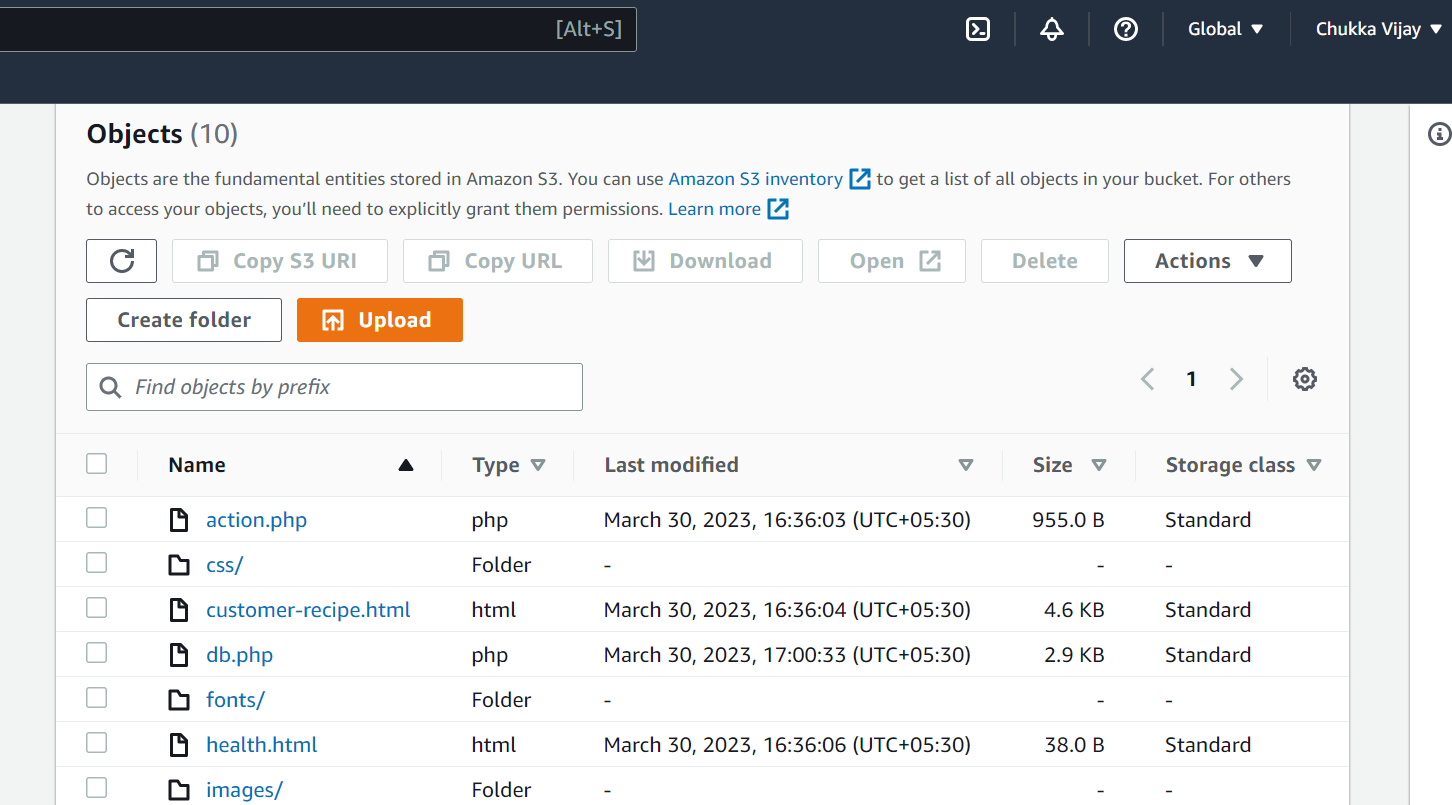 [Alt+S] Global Chukka Vijay
Objects (10)
Objects are the fundamental entities stored in Amazon S3. You can use Amazon S3 inventory to get a list of all objects in your bucket. For others
to access your objects, you’ll need to explicitly grant them permissions. Learn more
Copy S3 URI Copy URL Download Open Delete Actions
Create folder Upload
Find objects by prefix 1
Name Type Last modified Size Storage class
action.php php March 30, 2023, 16:36:03 (UTC+05:30) 955.0 B Standard
css/ Folder - - -
customer-recipe.html html March 30, 2023, 16:36:04 (UTC+05:30) 4.6 KB Standard
db.php php March 30, 2023, 17:00:33 (UTC+05:30) 2.9 KB Standard
fonts/ Folder - - -
health.html html March 30, 2023, 16:36:06 (UTC+05:30) 38.0 B Standard
images/ Folder - - -